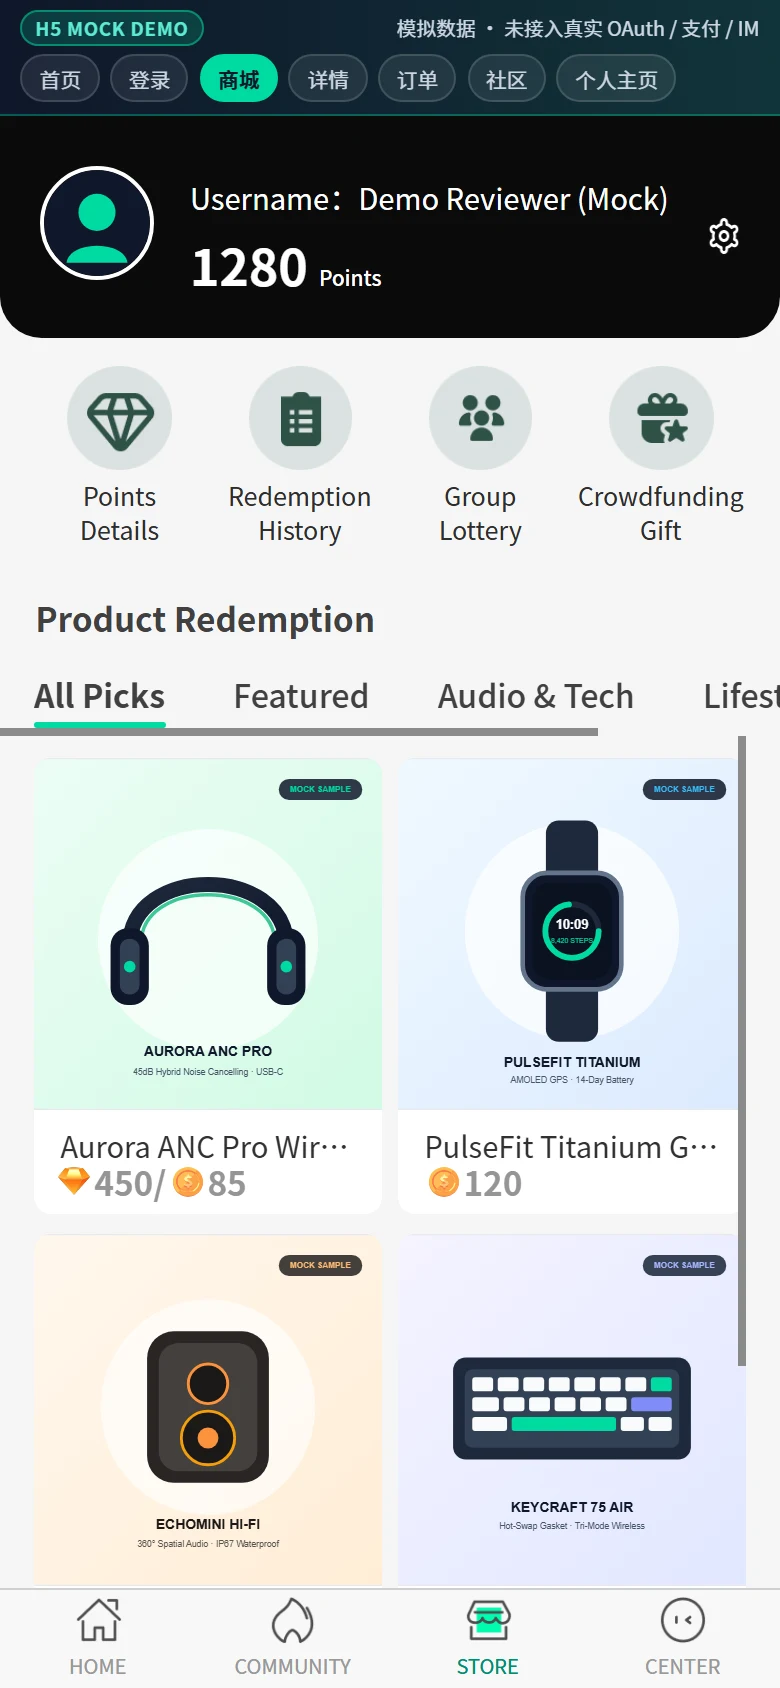 H5 MOCK DEMO
模拟数据 · 未接入真实 OAuth / 支付 / IM
首页 登录 商城 详情 订单 社区 个人主页
Username：Demo Reviewer (Mock)
1280 Points
Points Details
Redemption History
Group Lottery
Crowdfunding Gift
Product Redemption
All Picks Featured Audio & Tech Lifest
MOCK SAMPLE
AURORA ANC PRO
45dB Hybrid Noise Cancelling · USB-C
Aurora ANC Pro Wir···
450/ 85
MOCK SAMPLE
10:09
8,420 STEPS
PULSEFIT TITANIUM
AMOLED GPS · 14-Day Battery
PulseFit Titanium G···
120
MOCK SAMPLE
ECHOMINI HI-FI
360° Spatial Audio · IP67 Waterproof
MOCK SAMPLE
KEYCRAFT 75 AIR
Hot-Swap Gasket · Tri-Mode Wireless
HOME COMMUNITY STORE CENTER